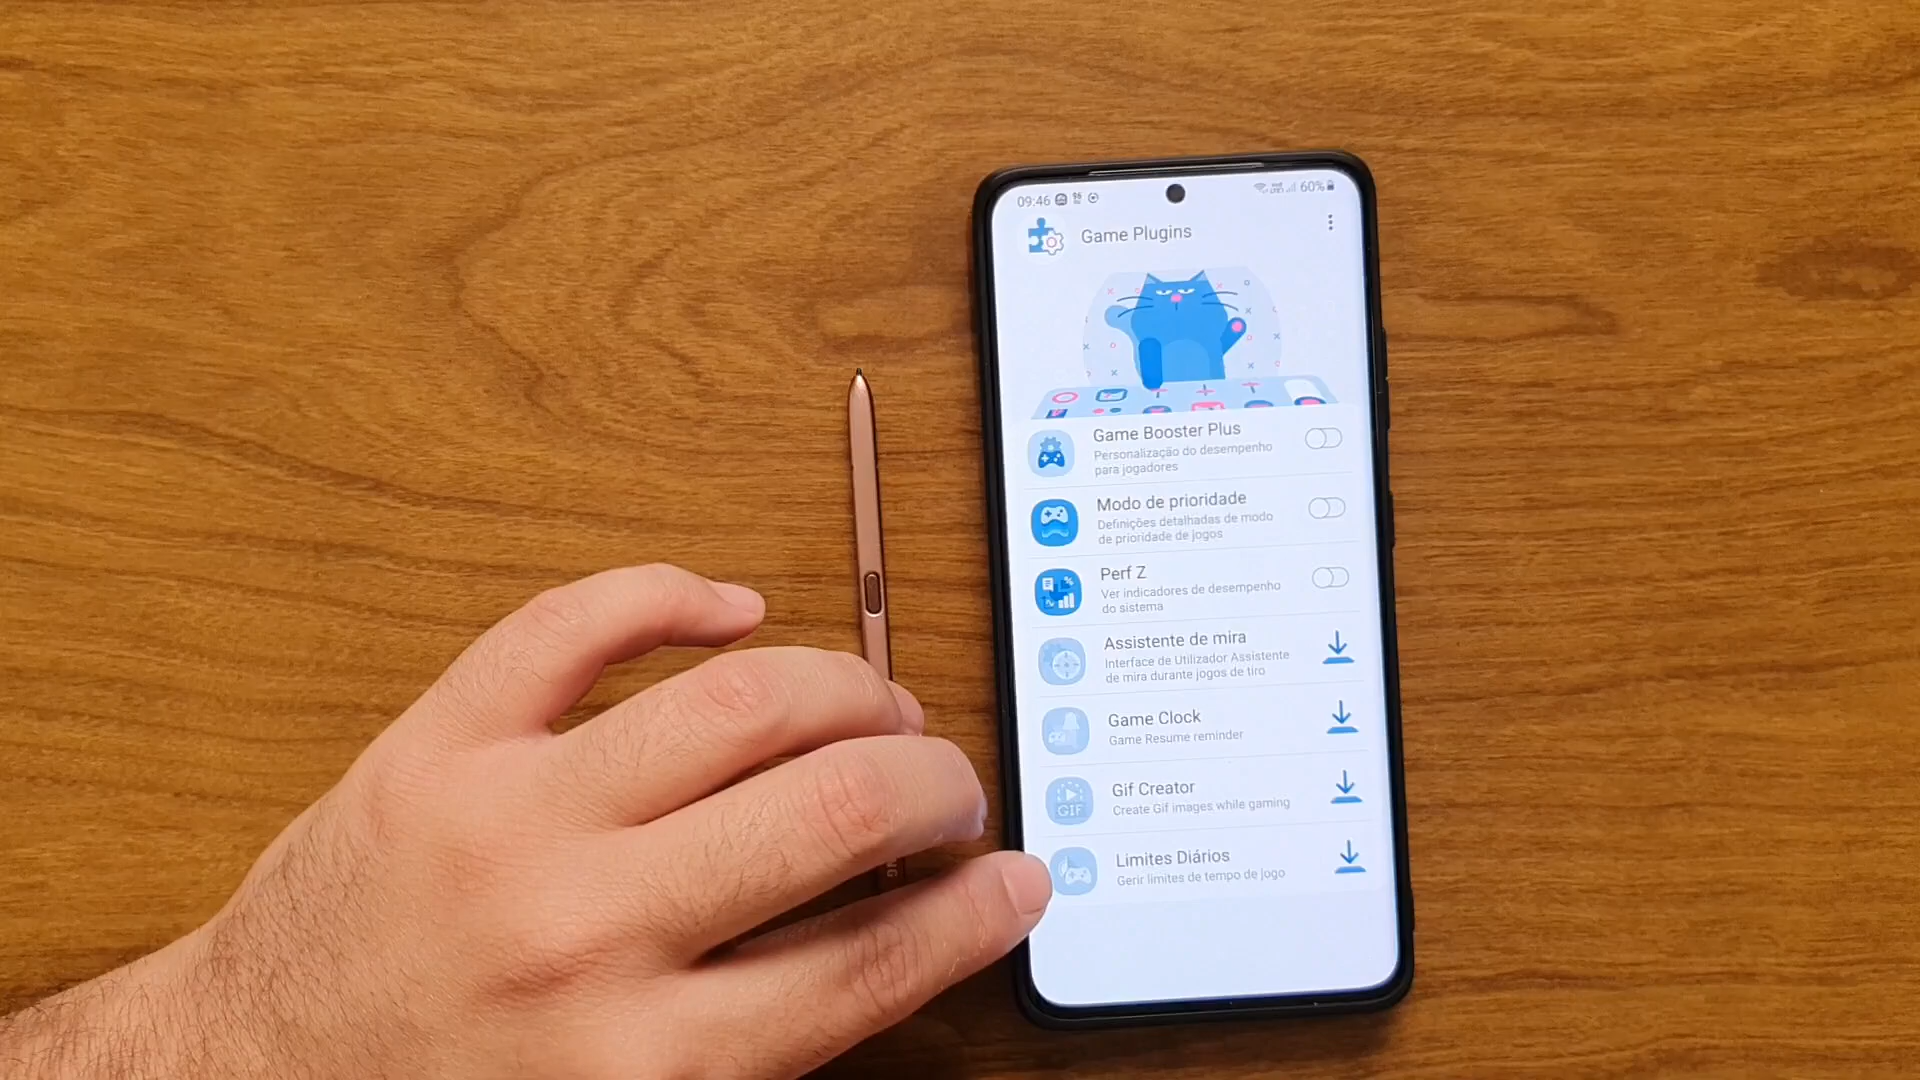 09:46
60%
Game Plugins
Game Booster Plus
Personalização do desempenho
para jogadores
Modo de prioridade
Definições detalhadas de modo
de prioridade de jogos
Perf Z
Ver indicadores de desempenho
do sistema
Assistente de mira
Interface de Utilizador Assistente
de mira durante jogos de tiro
Game Clock
Game Resume reminder
Gif Creator
Create Gif images while gaming
GIF
Limites Diários
Gerir limites de tempo de jogo